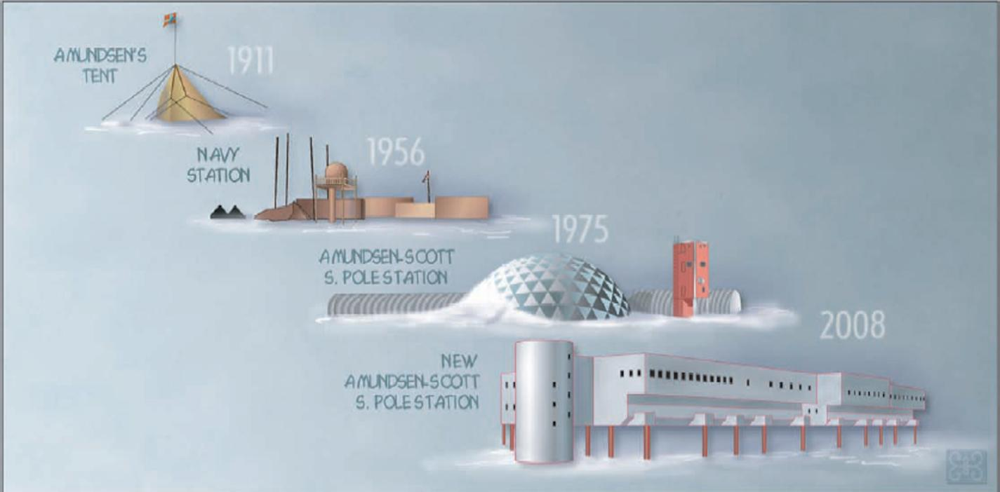 AMUNDSEN'S
TENT
1911
NAVY
STATION
1956
AMUNDSEN-SCOTT
S. POLE STATION
1975
NEW
AMUNDSEN-SCOTT
S. POLE STATION
2008